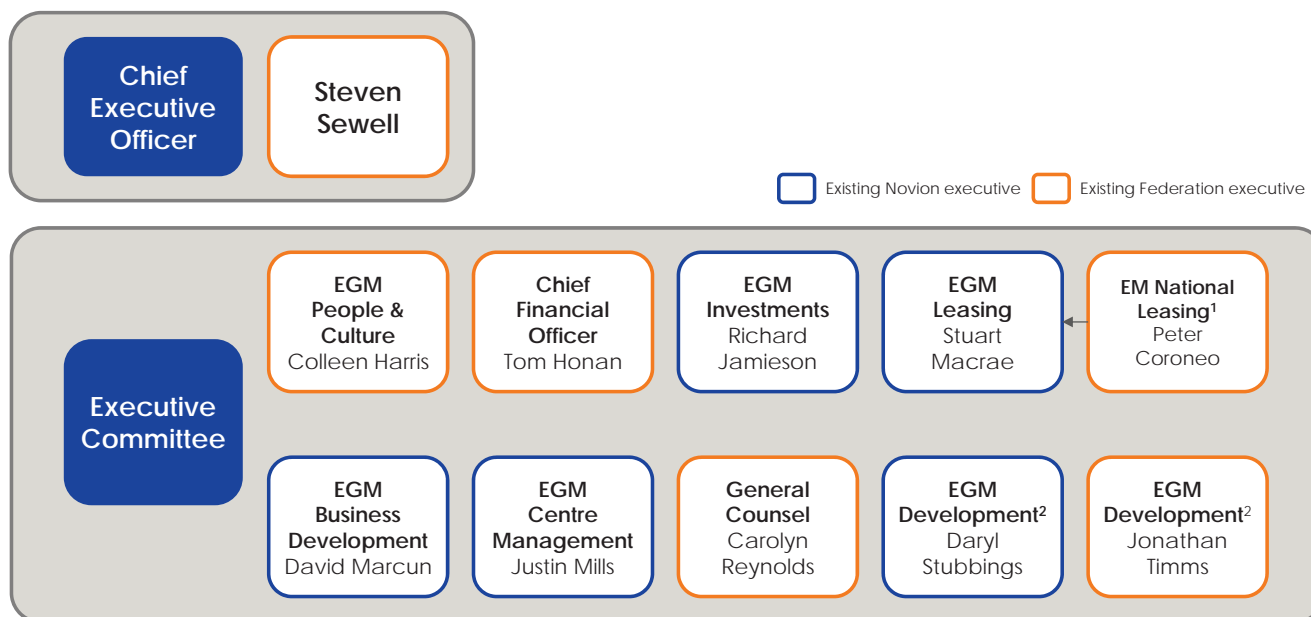 Chief
Executive
Officer
Steven
Sewell
Existing Novion executive
Existing Federation executive
Executive
Committee
EGM
People &
Culture
Colleen Harris
Chief
Financial
Officer
Tom Honan
EGM
Investments
Richard
Jamieson
EGM
Leasing
Stuart
Macrae
EM National
Leasing¹
Peter
Coroneo
EGM
Business
Development
David Marcun
EGM
Centre
Management
Justin Mills
General
Counsel
Carolyn
Reynolds
EGM
Development²
Daryl
Stubbings
EGM
Development²
Jonathan
Timms